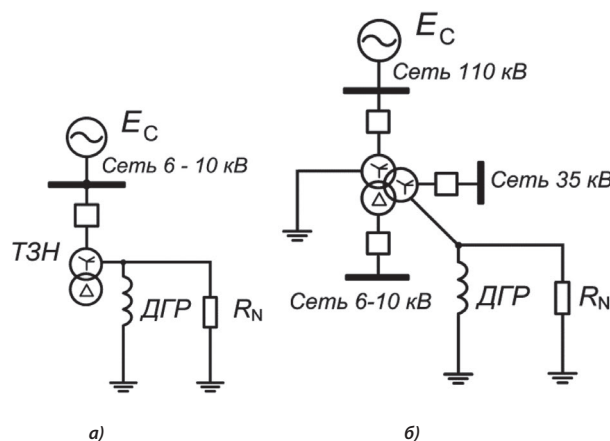 E_C
Сеть 110 кВ
E_C
Сеть 6 - 10 кВ
Сеть 35 кВ
ТЗН
ДГР
R_N
Сеть 6-10 кВ
ДГР
R_N
а)
б)